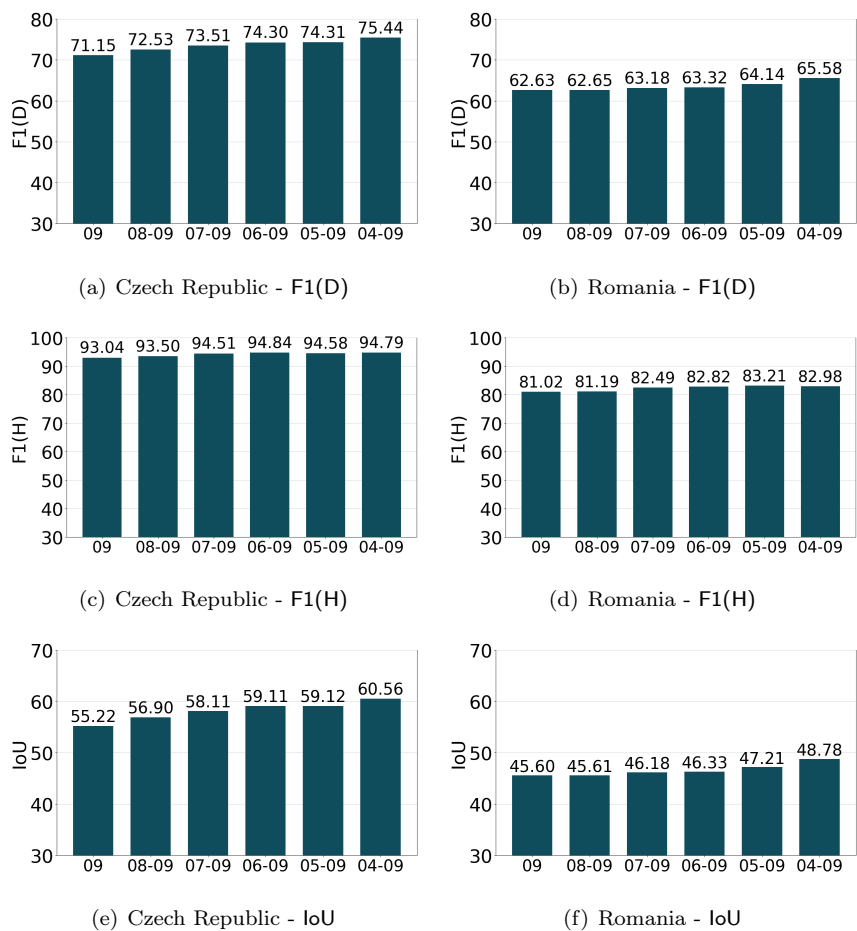 80
70
60
50
40
30
F1(D)
71.15 72.53 73.51 74.30 74.31 75.44
09 08-09 07-09 06-09 05-09 04-09
(a) Czech Republic - F1(D)
80
70
60
50
40
30
F1(D)
62.63 62.65 63.18 63.32 64.14 65.58
09 08-09 07-09 06-09 05-09 04-09
(b) Romania - F1(D)
100
90
80
70
60
50
40
30
F1(H)
93.04 93.50 94.51 94.84 94.58 94.79
09 08-09 07-09 06-09 05-09 04-09
(c) Czech Republic - F1(H)
100
90
80
70
60
50
40
30
F1(H)
81.02 81.19 82.49 82.82 83.21 82.98
09 08-09 07-09 06-09 05-09 04-09
(d) Romania - F1(H)
70
60
50
40
30
IoU
55.22 56.90 58.11 59.11 59.12 60.56
09 08-09 07-09 06-09 05-09 04-09
(e) Czech Republic - IoU
70
60
50
40
30
IoU
45.60 45.61 46.18 46.33 47.21 48.78
09 08-09 07-09 06-09 05-09 04-09
(f) Romania - IoU